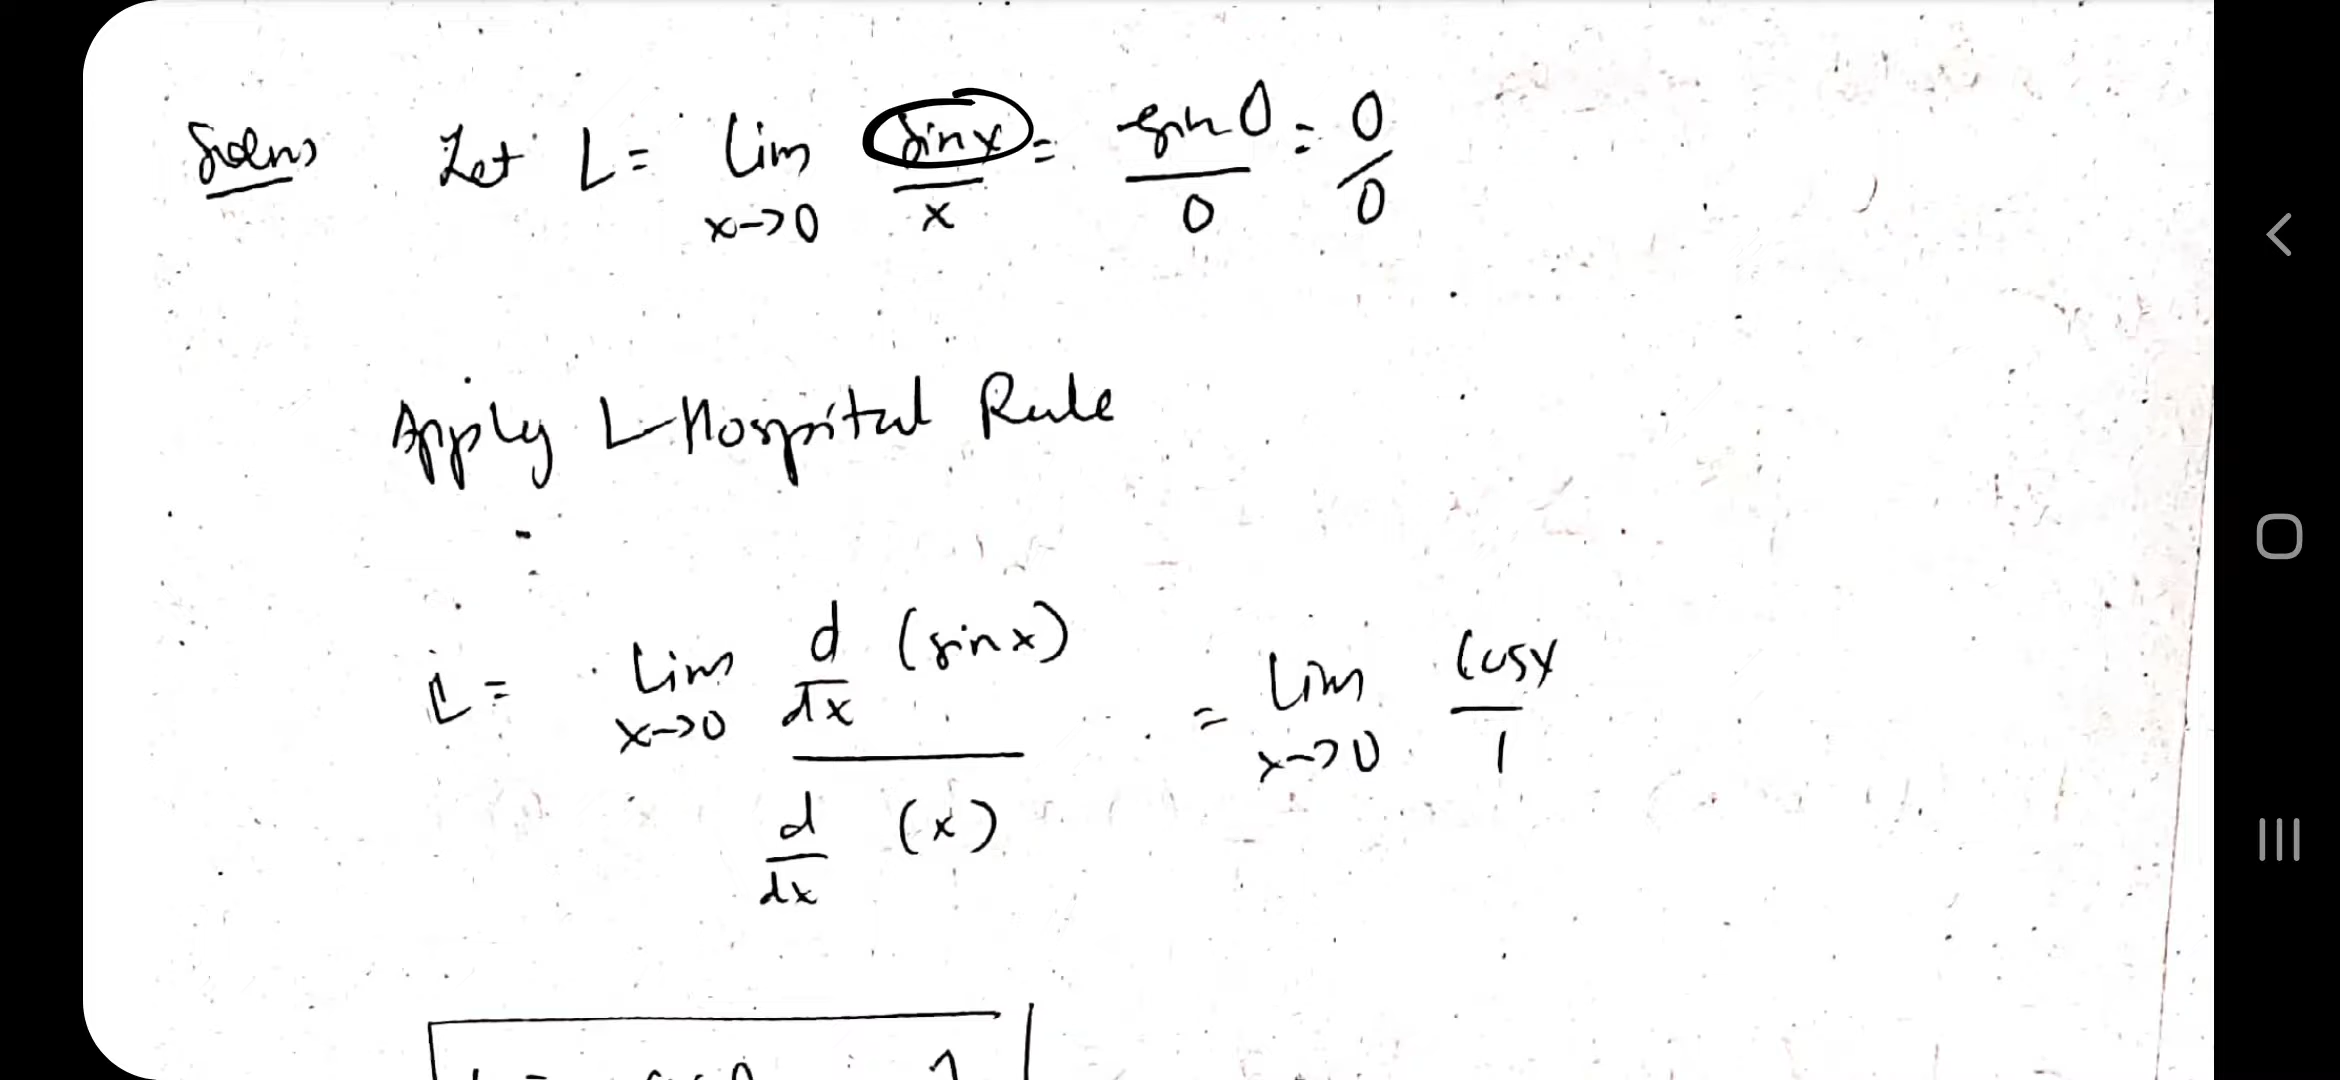 Soln Let L = Lim x->0 sinx/x = sin0/0 = 0/0
Apply L-Hospital Rule
L = Lim x->0 d/dx (sinx) / d/dx (x) = Lim x->0 Cosx/1